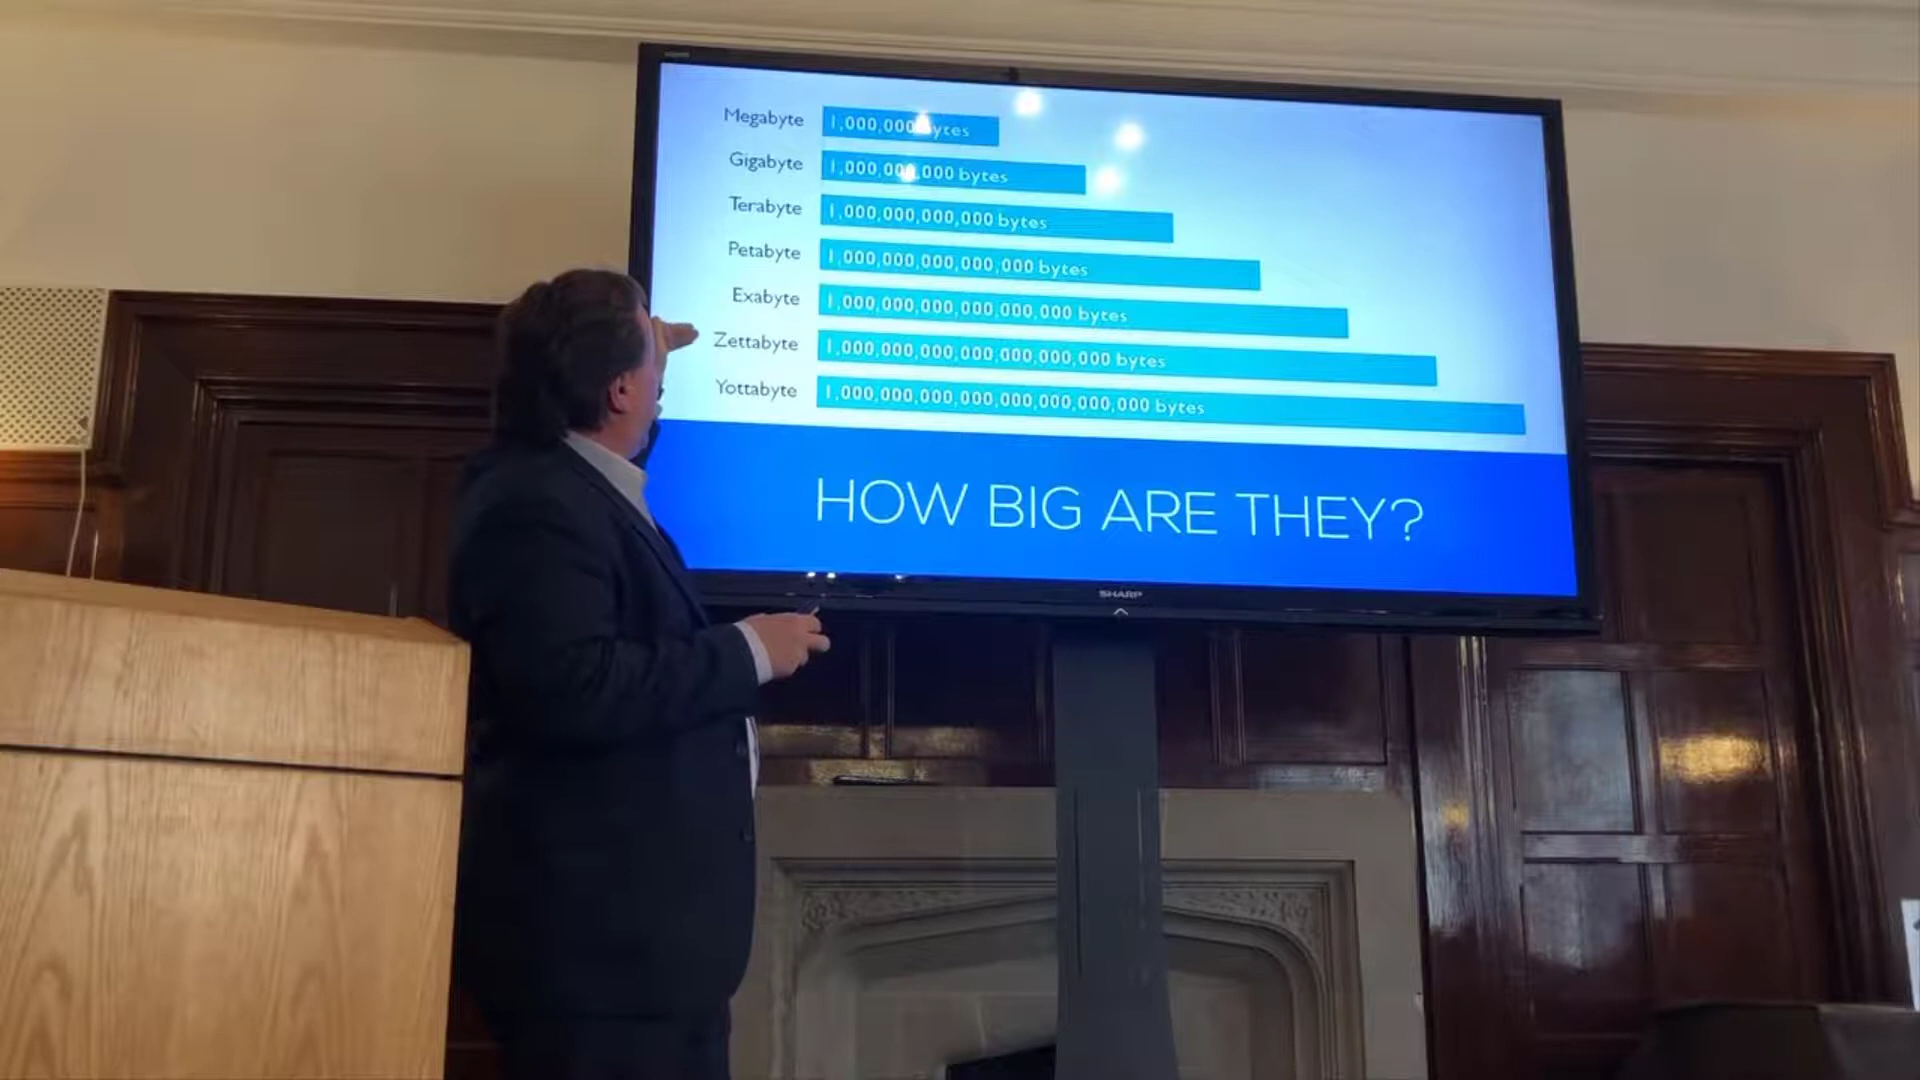 Megabyte 1,000,000 bytes
Gigabyte 1,000,000,000 bytes
Terabyte 1,000,000,000,000 bytes
Petabyte 1,000,000,000,000,000 bytes
Exabyte 1,000,000,000,000,000,000 bytes
Zettabyte 1,000,000,000,000,000,000,000 bytes
Yottabyte 1,000,000,000,000,000,000,000,000 bytes
HOW BIG ARE THEY?
SHARP